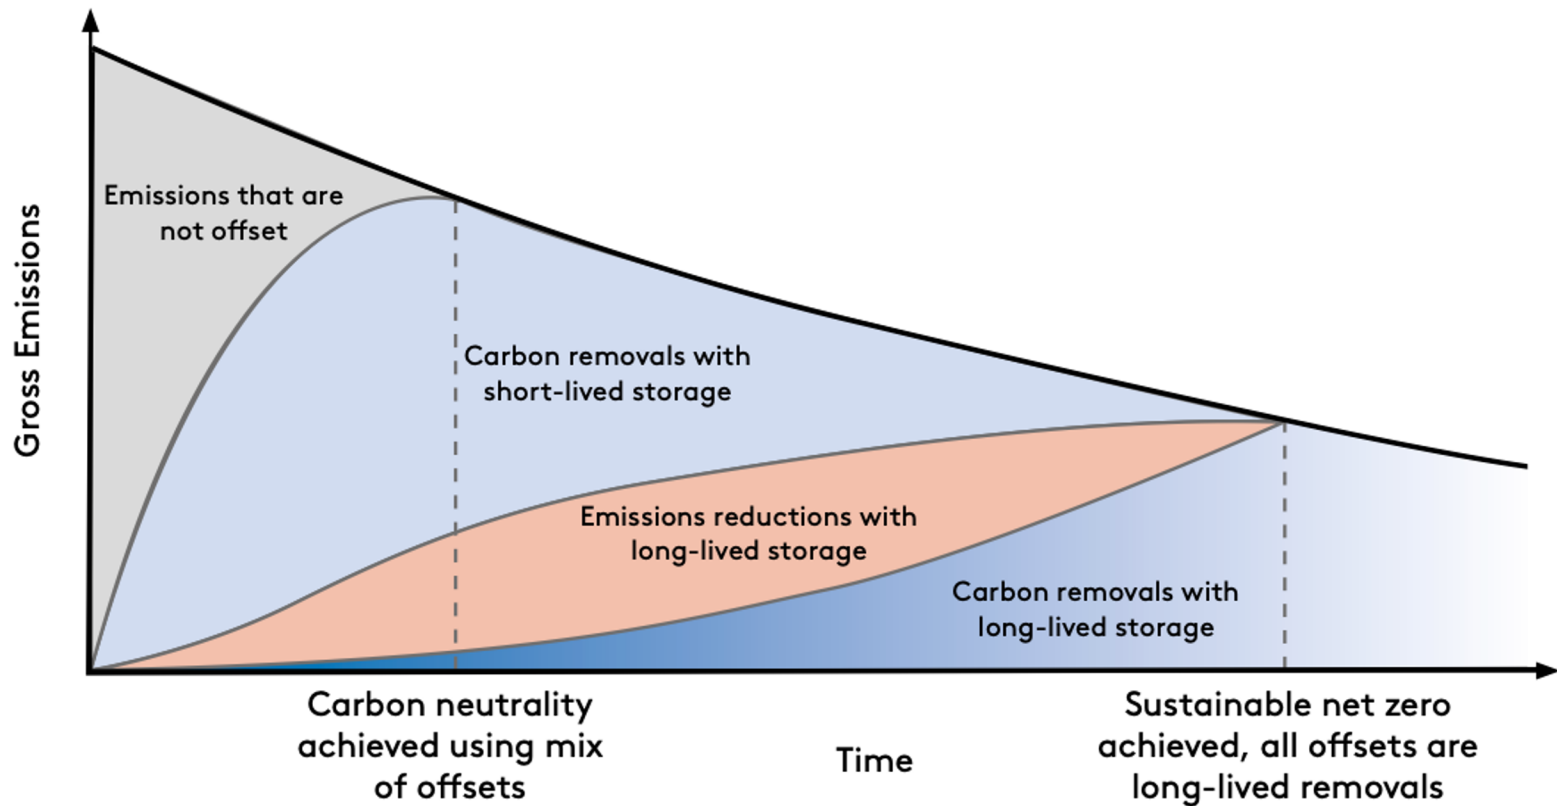 Gross Emissions
Emissions that are
not offset
Carbon removals with
short-lived storage
Emissions reductions with
long-lived storage
Carbon removals with
long-lived storage
Carbon neutrality
achieved using mix
of offsets
Time
Sustainable net zero
achieved, all offsets are
long-lived removals